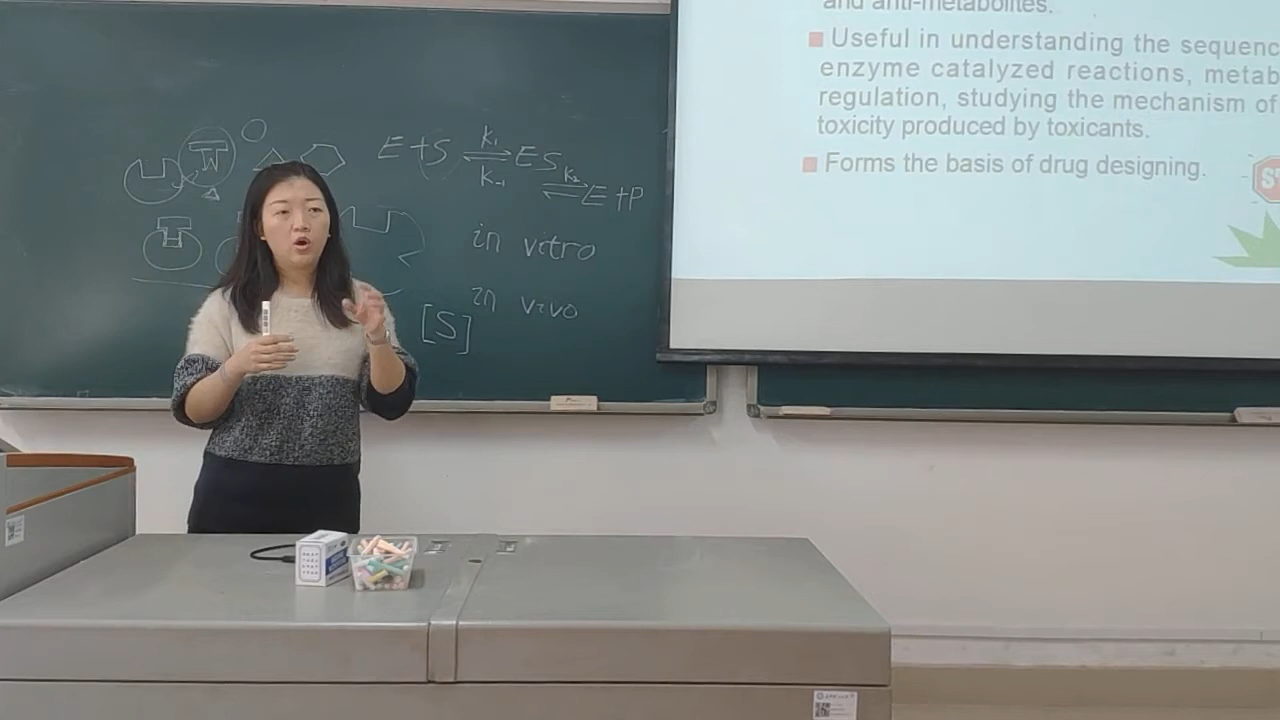 E+S K₁ K₋₁ ES K₂ E+P
in vitro
in vivo
[S]
and anti-metabolites.
Useful in understanding the sequenc
enzyme catalyzed reactions, metab
regulation, studying the mechanism of
toxicity produced by toxicants.
Forms the basis of drug designing.